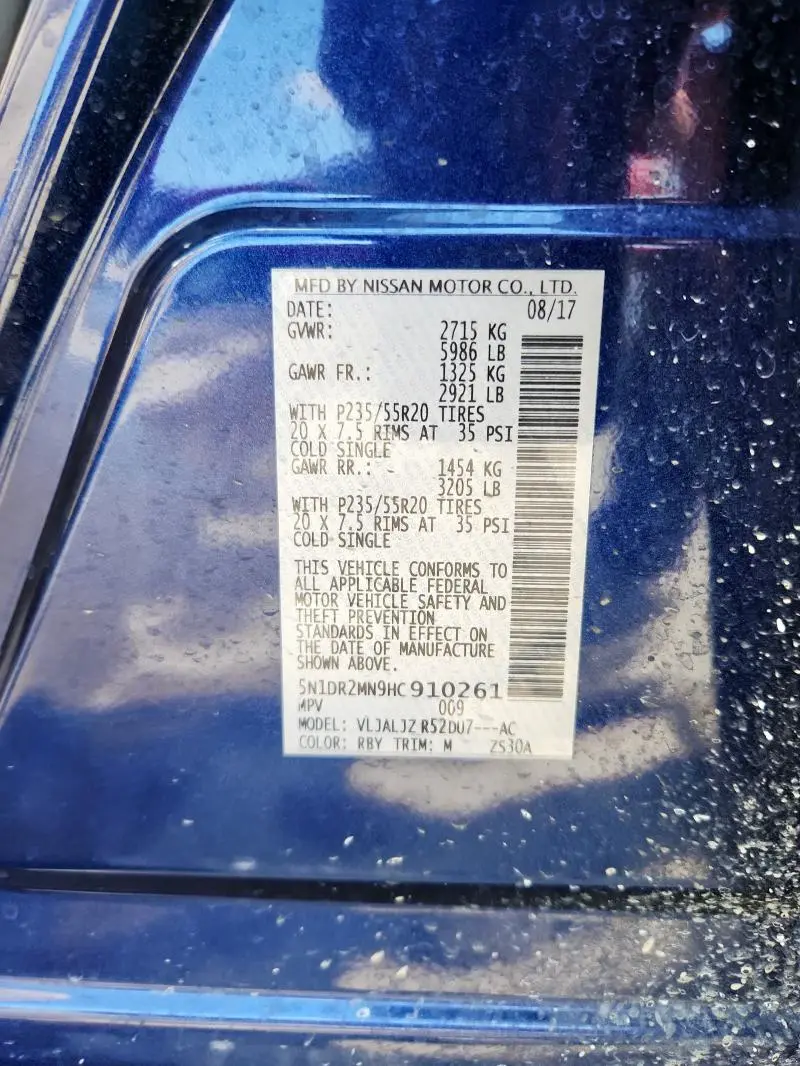 MFD BY NISSAN MOTOR CO., LTD.
DATE: 08/17
GVWR: 2715 KG
5986 LB
GAWR FR.: 1325 KG
2921 LB
WITH P235/55R20 TIRES
20 X 7.5 RIMS AT 35 PSI
COLD SINGLE
GAWR RR.: - 1454 KG
3205 LB
WITH P235/55R20 TIRES
20 X 7.5 RIMS AT 35 PSI
COLD SINGLE
THIS VEHICLE CONFORMS TO
ALL APPLICABLE FEDERAL
MOTOR VEHICLE SAFETY AND
THEFT PREVENTION
STANDARDS IN EFFECT ON
THE DATE OF MANUFACTURE
SHOWN ABOVE.
5N1DR2MN9HC910261
MPV 009
MODEL: VLJALJZ R52DU7---AC
COLOR: RBY TRIM: M ZS30A